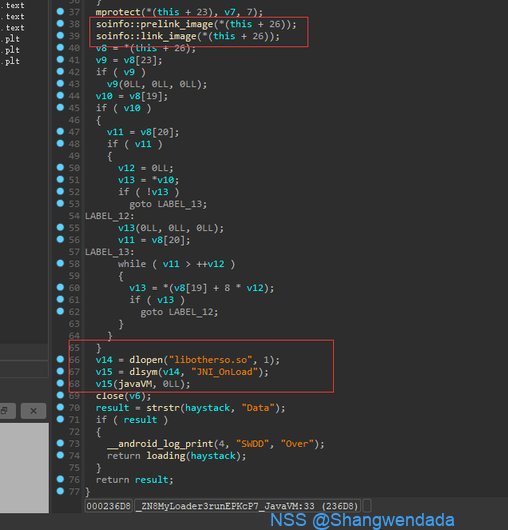 .text
.text
.text
.plt
.plt
.plt
36 }
37 mprotect(*(this + 23), v7, 7);
38 soinfo::prelink_image(*(this + 26));
39 soinfo::link_image(*(this + 26));
40 v8 = *(this + 26);
41 v9 = v8[23];
42 if ( v9 )
43 v9(0LL, 0LL, 0LL);
44 v10 = v8[19];
45 if ( v10 )
46 {
47 v11 = v8[20];
48 if ( v11 )
49 {
50 v12 = 0LL;
51 v13 = *v10;
52 if ( !v13 )
53 goto LABEL_13;
54 LABEL_12:
55 v13(0LL, 0LL, 0LL);
56 v11 = v8[20];
57 LABEL_13:
58 while ( v11 > ++v12 )
59 {
60 v13 = *(v8[19] + 8 * v12);
61 if ( v13 )
62 goto LABEL_12;
63 }
64 }
65 }
66 v14 = dlopen("libotherso.so", 1);
67 v15 = dlsym(v14, "JNI_OnLoad");
68 v15(javaVM, 0LL);
69 close(v6);
70 result = strstr(haystack, "Data");
71 if ( result )
72 {
73 __android_log_print(4, "SWDD", "Over");
74 return loading(haystack);
75 }
76 return result;
77 }
000236D8 _ZN8MyLoader3runEPKcP7_JavaVM:33 (236D8)
NSS @Shangwendada